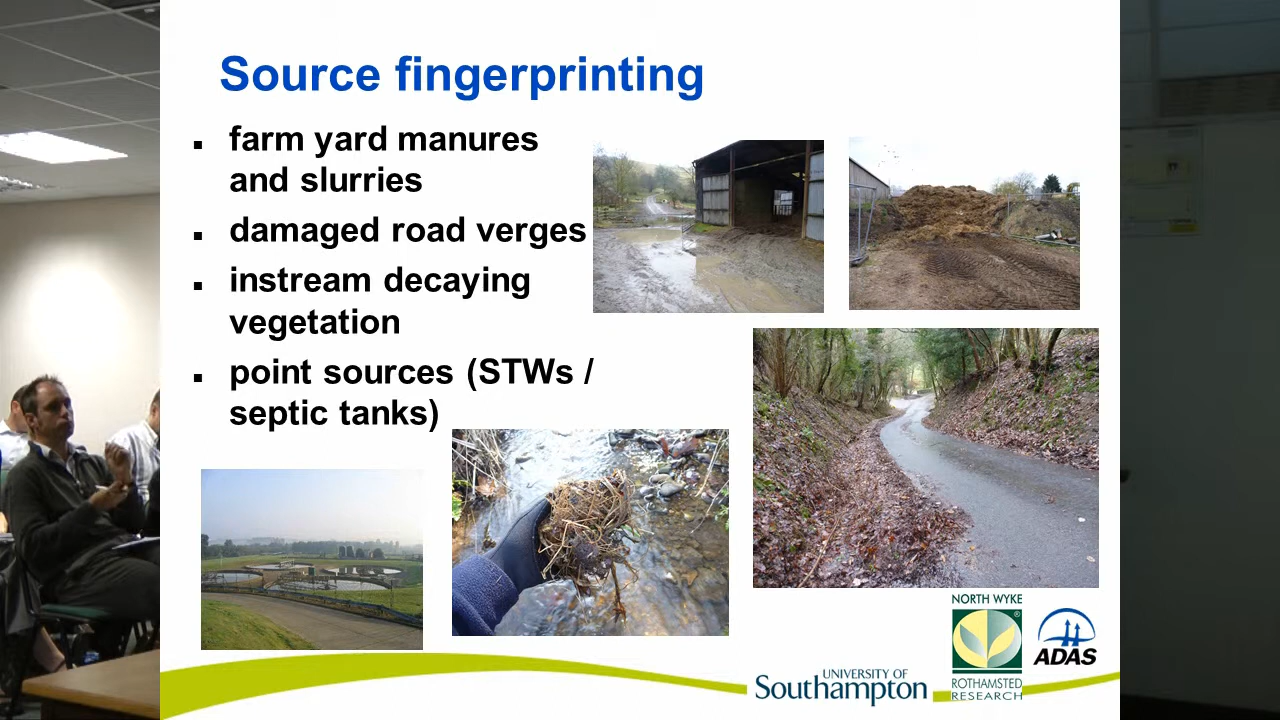 Source fingerprinting
farm yard manures
and slurries
damaged road verges
instream decaying
vegetation
point sources (STWs /
septic tanks)
NORTH WYKE
®
ADAS
UNIVERSITY OF
Southampton
ROTHAMSTED
RESEARCH